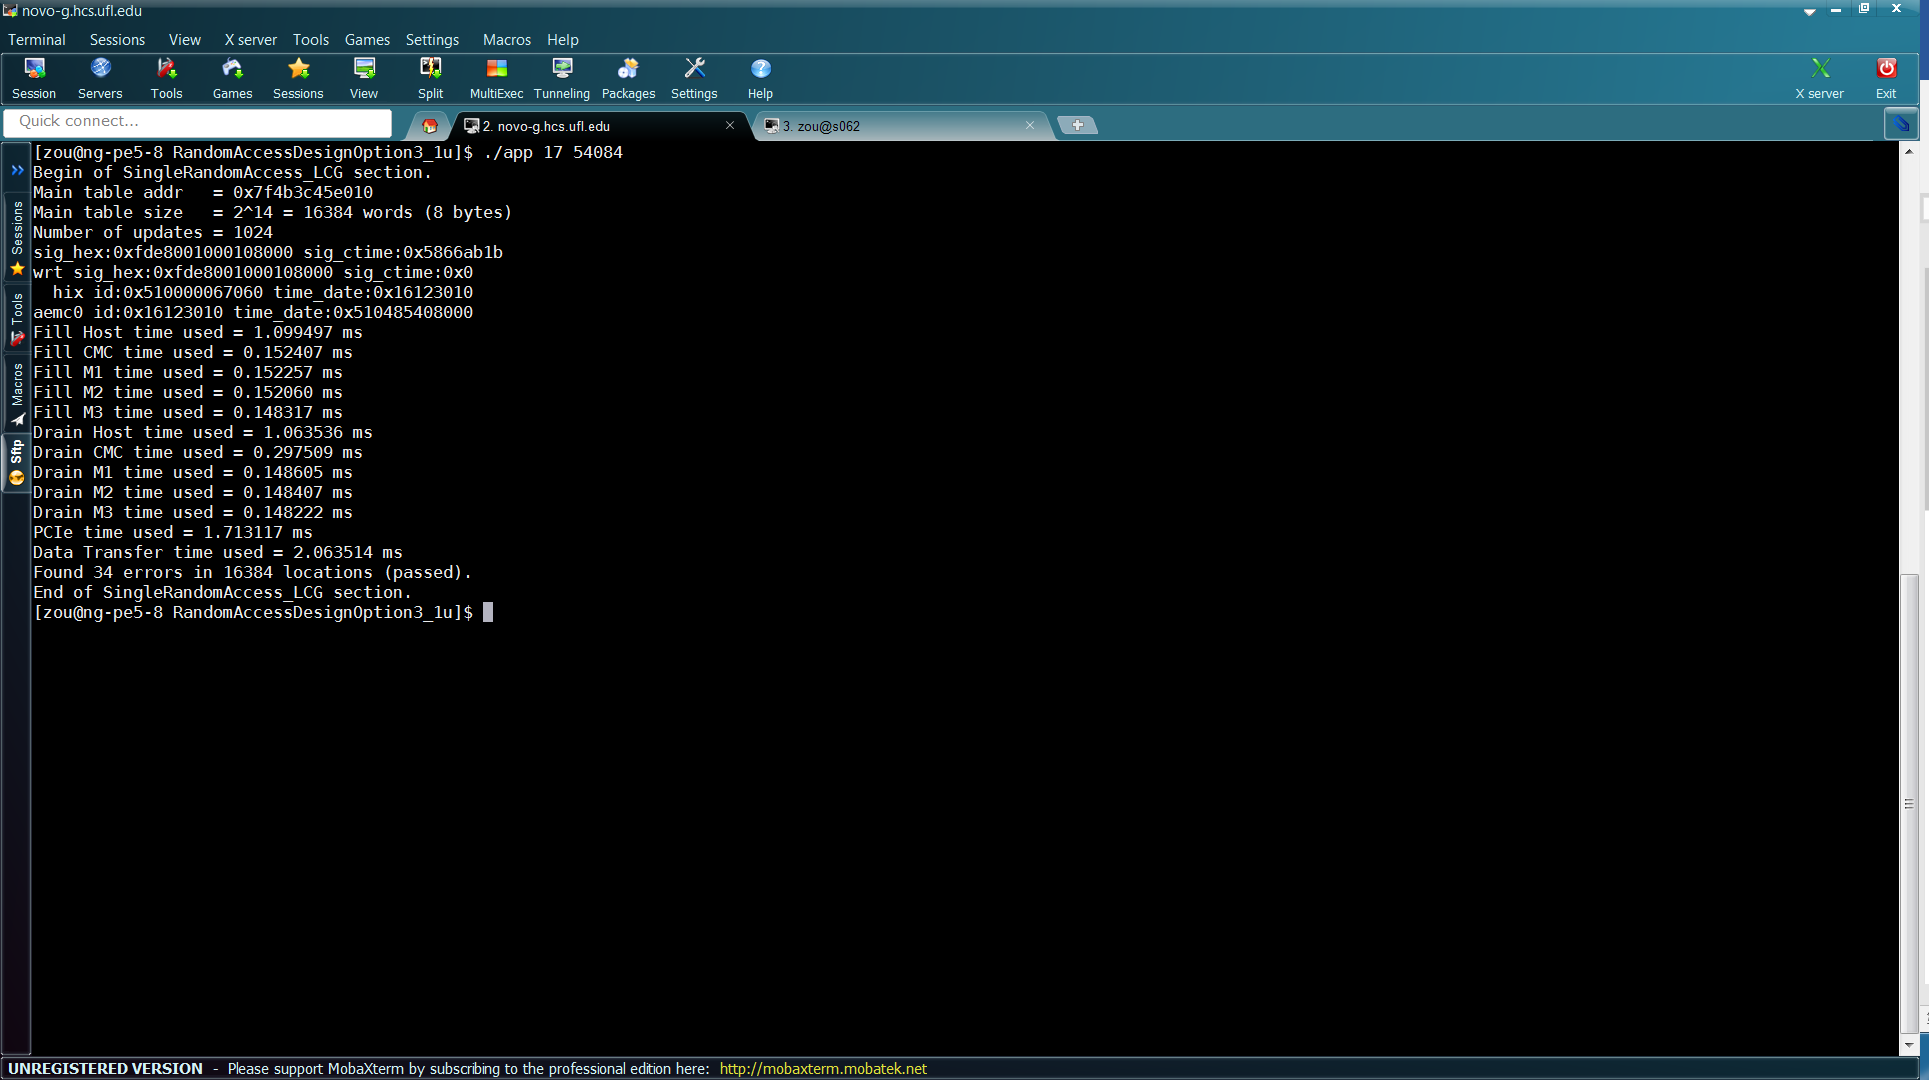 novo-g.hcs.ufl.edu
Terminal Sessions View X server Tools Games Settings Macros Help
Session Servers Tools Games Sessions View Split MultiExec Tunneling Packages Settings Help X server Exit
Quick connect... 2. novo-g.hcs.ufl.edu 3. zou@s062
Sessions
Tools
Macros
Sftp
[zou@ng-pe5-8 RandomAccessDesignOption3_1u]$ ./app 17 54084
Begin of SingleRandomAccess_LCG section.
Main table addr   = 0x7f4b3c45e010
Main table size   = 2^14 = 16384 words (8 bytes)
Number of updates = 1024
sig_hex:0xfde8001000108000 sig_ctime:0x5866ab1b
wrt sig_hex:0xfde8001000108000 sig_ctime:0x0
  hix id:0x510000067060 time_date:0x16123010
aemc0 id:0x16123010 time_date:0x510485408000
Fill Host time used = 1.099497 ms
Fill CMC time used = 0.152407 ms
Fill M1 time used = 0.152257 ms
Fill M2 time used = 0.152060 ms
Fill M3 time used = 0.148317 ms
Drain Host time used = 1.063536 ms
Drain CMC time used = 0.297509 ms
Drain M1 time used = 0.148605 ms
Drain M2 time used = 0.148407 ms
Drain M3 time used = 0.148222 ms
PCIe time used = 1.713117 ms
Data Transfer time used = 2.063514 ms
Found 34 errors in 16384 locations (passed).
End of SingleRandomAccess_LCG section.
[zou@ng-pe5-8 RandomAccessDesignOption3_1u]$
UNREGISTERED VERSION - Please support MobaXterm by subscribing to the professional edition here: http://mobaxterm.mobatek.net